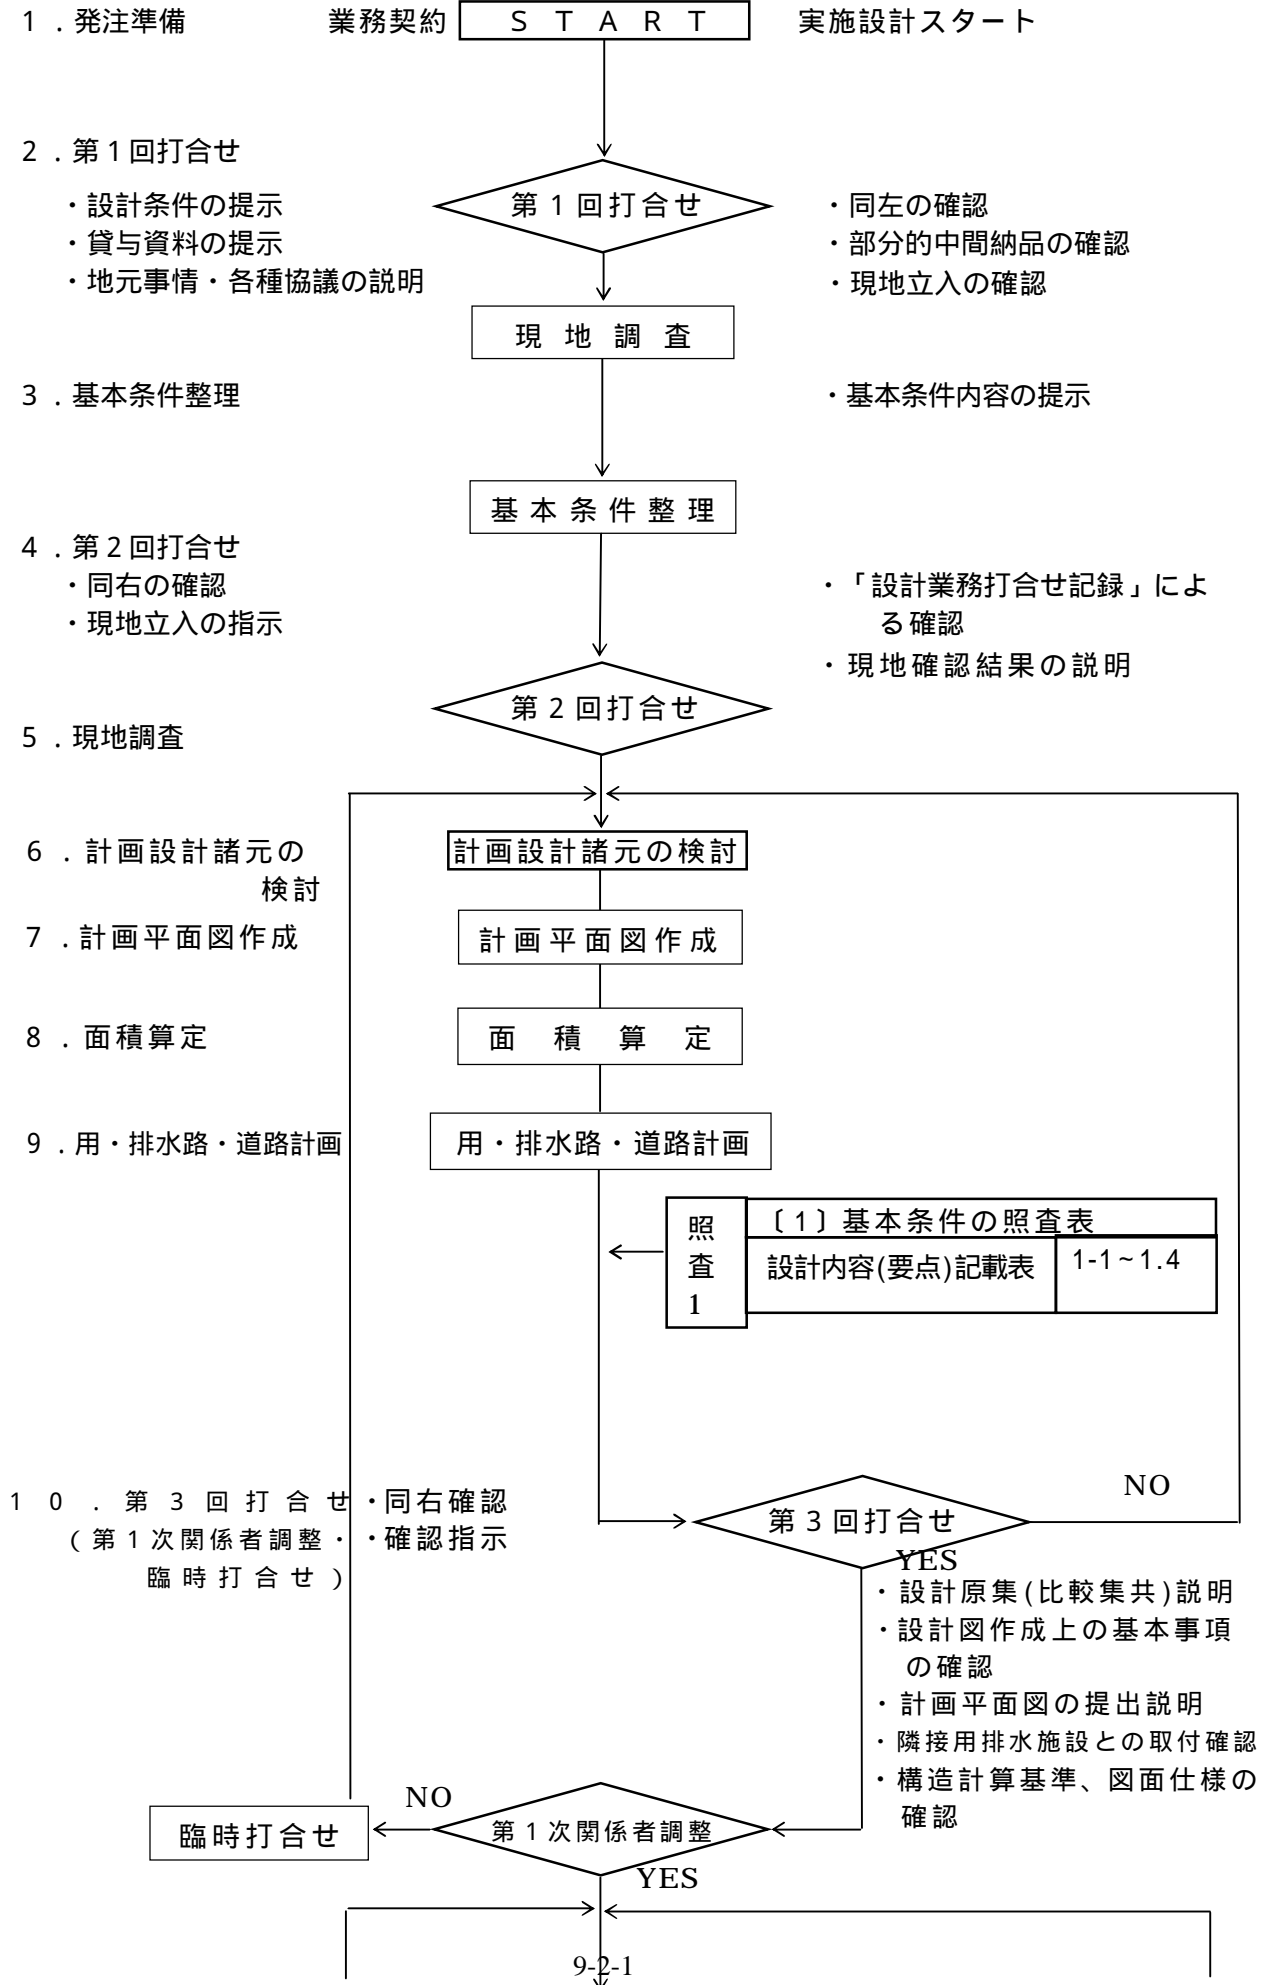 １．発注準備　業務契約　ＳＴＡＲＴ　実施設計スタート
２．第１回打合せ
第１回打合せ
・設計条件の提示　・同左の確認
・貸与資料の提示　・部分的中間納品の確認
・地元事情・各種協議の説明　・現地立入の確認
現地調査
３．基本条件整理　・基本条件内容の提示
基本条件整理
４．第２回打合せ
・同右の確認　・「設計業務打合せ記録」によ
・現地立入の指示　る確認
・現地確認結果の説明
第２回打合せ
５．現地調査
６．計画設計諸元の　計画設計諸元の検討
検討
７．計画平面図作成　計画平面図作成
８．面積算定　面積算定
９．用・排水路・道路計画　用・排水路・道路計画
照査1
〔1〕基本条件の照査表
設計内容(要点)記載表　1-1~1.4
NO
１０．第３回打合せ　・同右確認
第３回打合せ
（第１次関係者調整・　・確認指示
YES
臨時打合せ）
・設計原集(比較集共)説明
・設計図作成上の基本事項
の確認
・計画平面図の提出説明
・隣接用排水施設との取付確認
・構造計算基準、図面仕様の
確認
NO
臨時打合せ　第１次関係者調整
YES
9-2-1